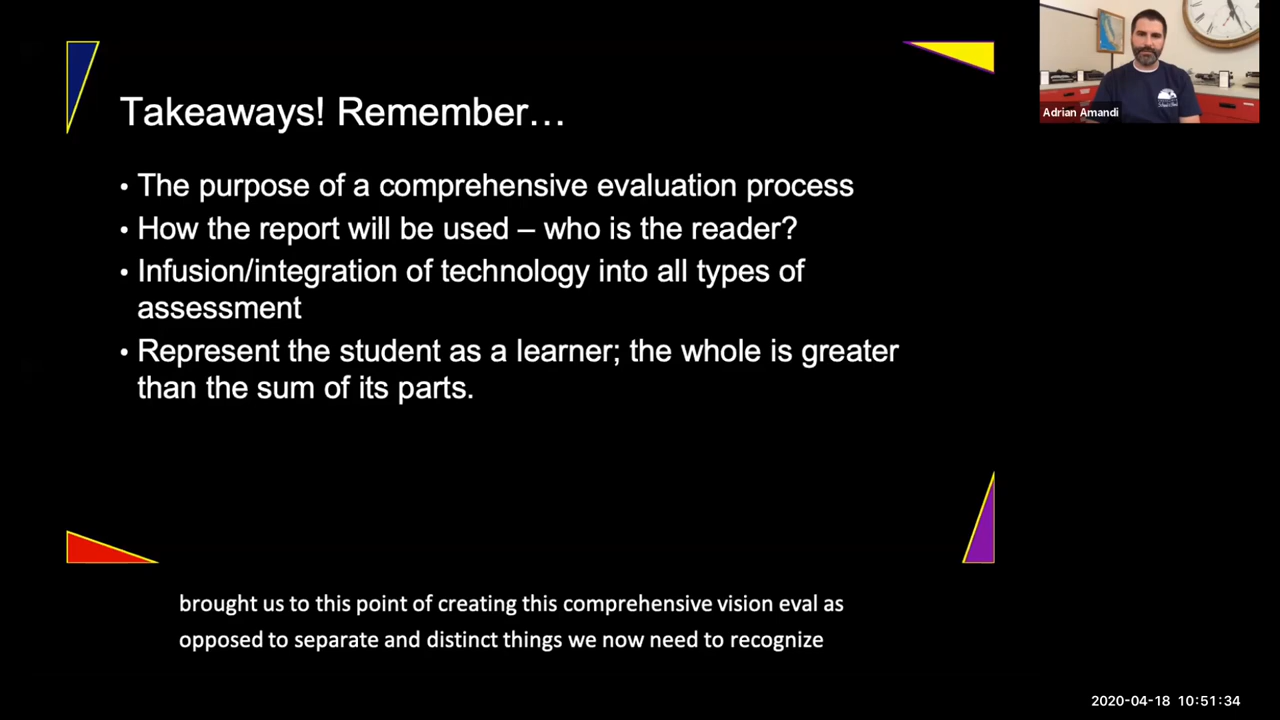 Takeaways! Remember…
• The purpose of a comprehensive evaluation process
• How the report will be used – who is the reader?
• Infusion/integration of technology into all types of
assessment
• Represent the student as a learner; the whole is greater
than the sum of its parts.
Adrian Amandi
brought us to this point of creating this comprehensive vision eval as
opposed to separate and distinct things we now need to recognize
2020-04-18 10:51:34